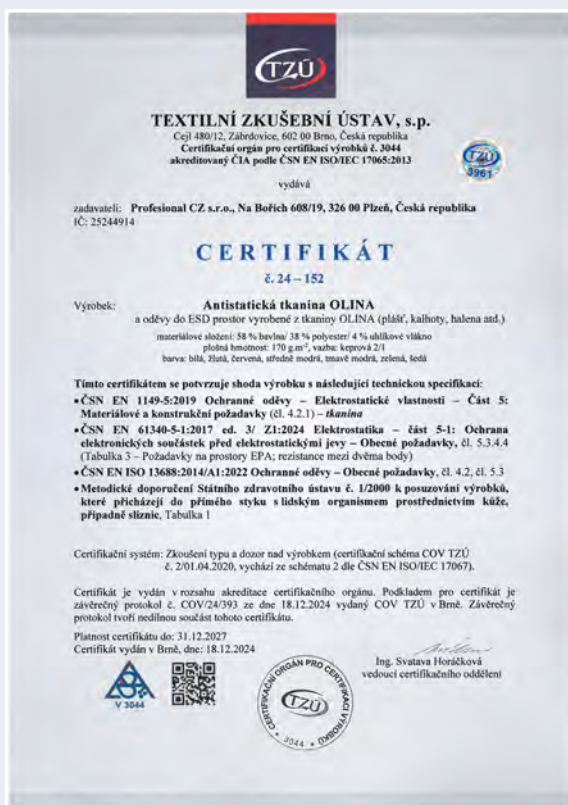 TZÚ
TEXTILNÍ ZKUŠEBNÍ ÚSTAV, s.p.
Cejl 480/12, Zábrdovice, 602 00 Brno, Česká republika
Certifikační orgán pro certifikaci výrobků č. 3044
akreditovaný ČIA podle ČSN EN ISO/IEC 17065:2013
TZÚ
3961
vydává
zadavateli: Profesional CZ s.r.o., Na Bořích 608/19, 326 00 Plzeň, Česká republika
IČ: 25244914
CERTIFIKÁT
č. 24 – 152
Výrobek: Antistatická tkanina OLINA
a oděvy do ESD prostor vyrobené z tkaniny OLINA (plášť, kalhoty, halena atd.)
materiálové složení: 58 % bavlna/ 38 % polyester/ 4 % uhlíkové vlákno
plošná hmotnost: 170 g.m⁻², vazba: keprová 2/1
barva: bílá, žlutá, červená, středně modrá, tmavě modrá, zelená, šedá
Tímto certifikátem se potvrzuje shoda výrobku s následující technickou specifikací:
•ČSN EN 1149-5:2019 Ochranné oděvy – Elektrostatické vlastnosti – Část 5:
Materiálové a konstrukční požadavky (čl. 4.2.1) – tkanina
•ČSN EN 61340-5-1:2017 ed. 3/ Z1:2024 Elektrostatika – část 5-1: Ochrana
elektronických součástek před elektrostatickými jevy – Obecné požadavky, čl. 5.3.4.4
(Tabulka 3 – Požadavky na prostory EPA; rezistance mezi dvěma body)
•ČSN EN ISO 13688:2014/A1:2022 Ochranné oděvy – Obecné požadavky, čl. 4.2, čl. 5.3
•Metodické doporučení Státního zdravotního ústavu č. 1/2000 k posuzování výrobků,
které přicházejí do přímého styku s lidským organismem prostřednictvím kůže,
případně sliznic, Tabulka 1
Certifikační systém: Zkoušení typu a dozor nad výrobkem (certifikační schéma COV TZÚ
č. 2/01.04.2020, vychází ze schématu 2 dle ČSN EN ISO/IEC 17067).
Certifikát je vydán v rozsahu akreditace certifikačního orgánu. Podkladem pro certifikát je
závěrečný protokol č. COV/24/393 ze dne 18.12.2024 vydaný COV TZÚ v Brně. Závěrečný
protokol tvoří nedílnou součást tohoto certifikátu.
Platnost certifikátu do: 31.12.2027
Certifikát vydán v Brně, dne: 18.12.2024
Ing. Svatava Horáčková
vedoucí certifikačního oddělení
V 3044
CERTIFIKAČNÍ ORGÁN PRO CERTIFIKACI VÝROBKŮ
TZÚ
3044